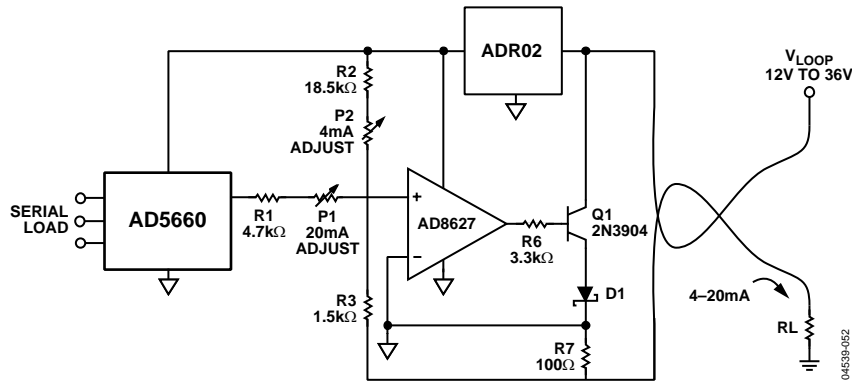 ADR02
R2
18.5kΩ
P2
4mA
ADJUST
VLOOP
12V TO 36V
SERIAL
LOAD
AD5660
R1
4.7kΩ
P1
20mA
ADJUST
+
–
AD8627
R6
3.3kΩ
Q1
2N3904
D1
R3
1.5kΩ
R7
100Ω
4–20mA
RL
04539-052